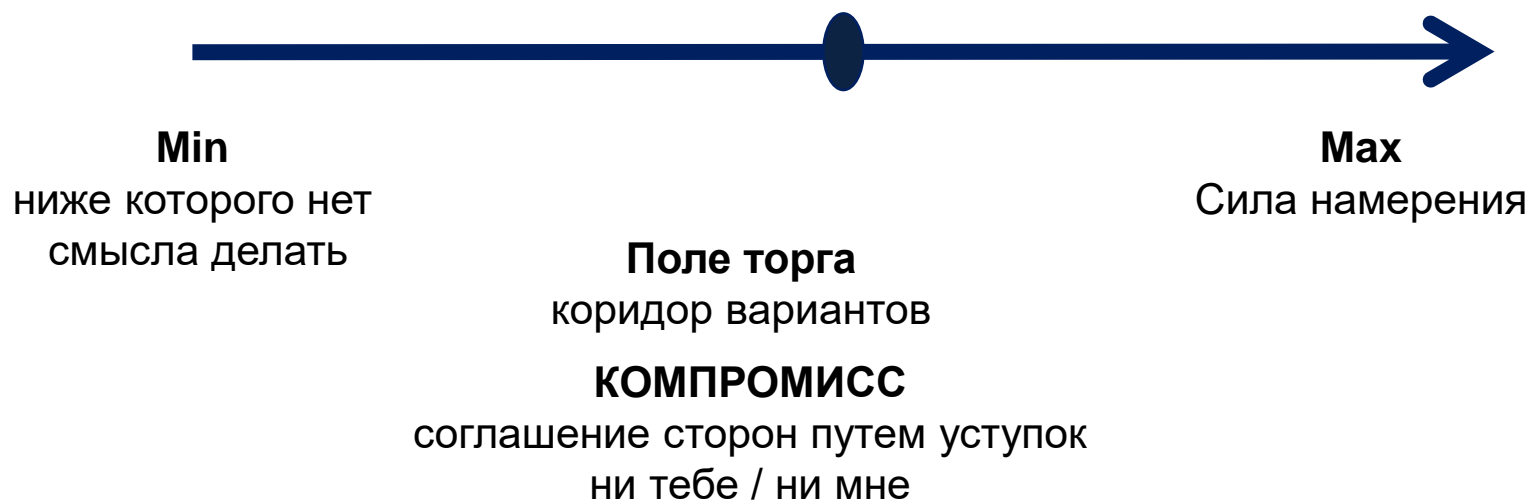 Min
ниже которого нет
смысла делать
Max
Сила намерения
Поле торга
коридор вариантов
КОМПРОМИСС
соглашение сторон путем уступок
ни тебе / ни мне